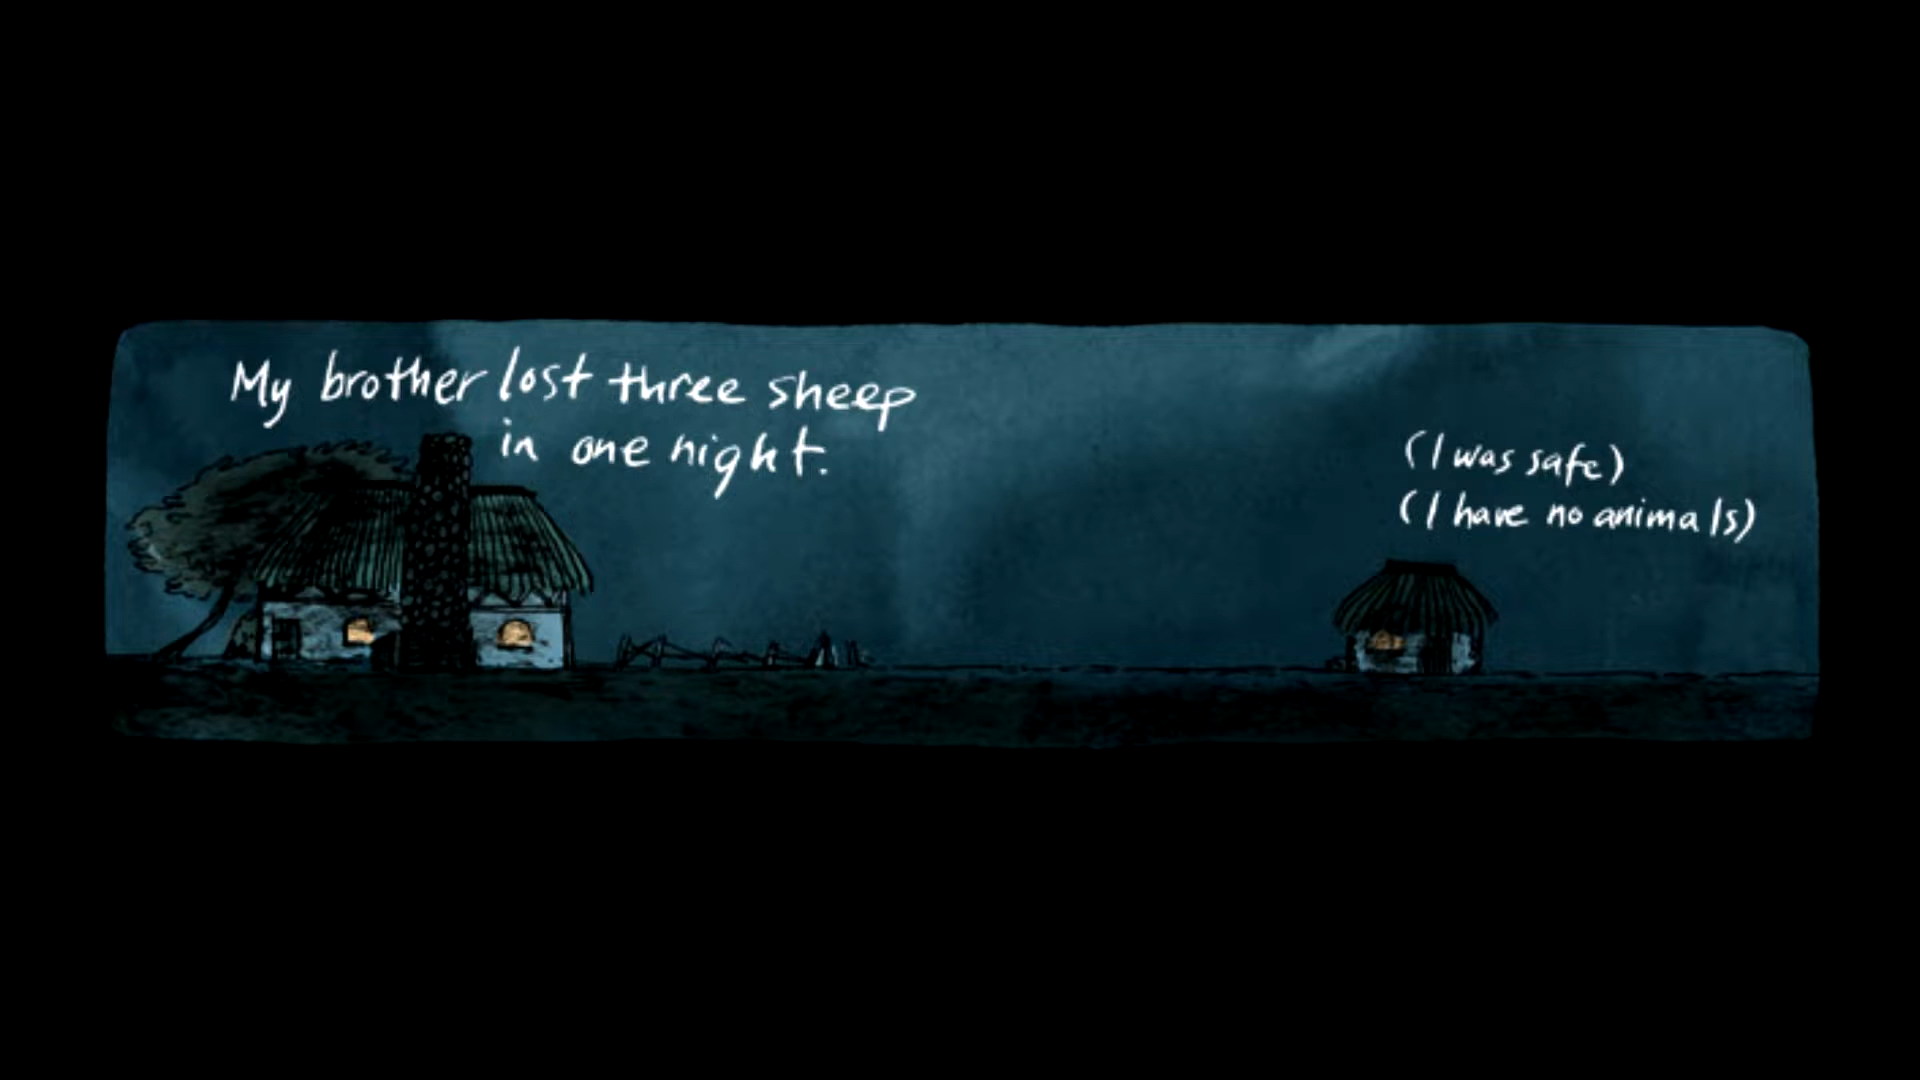 My brother lost three sheep
in one night.
(I was safe)
(I have no animals)